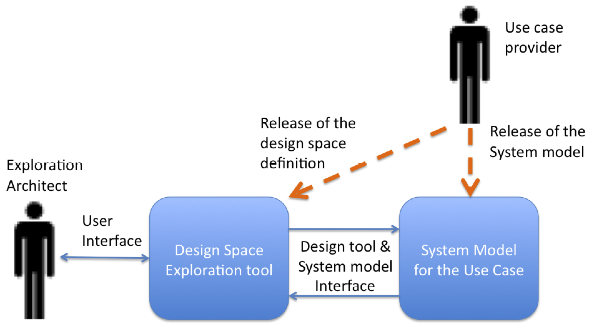 Use case
provider
Release of the
design space
definition
Release of the
System model
Exploration
Architect
User
Interface
Design Space
Exploration tool
Design tool &
System model
Interface
System Model
for the Use Case